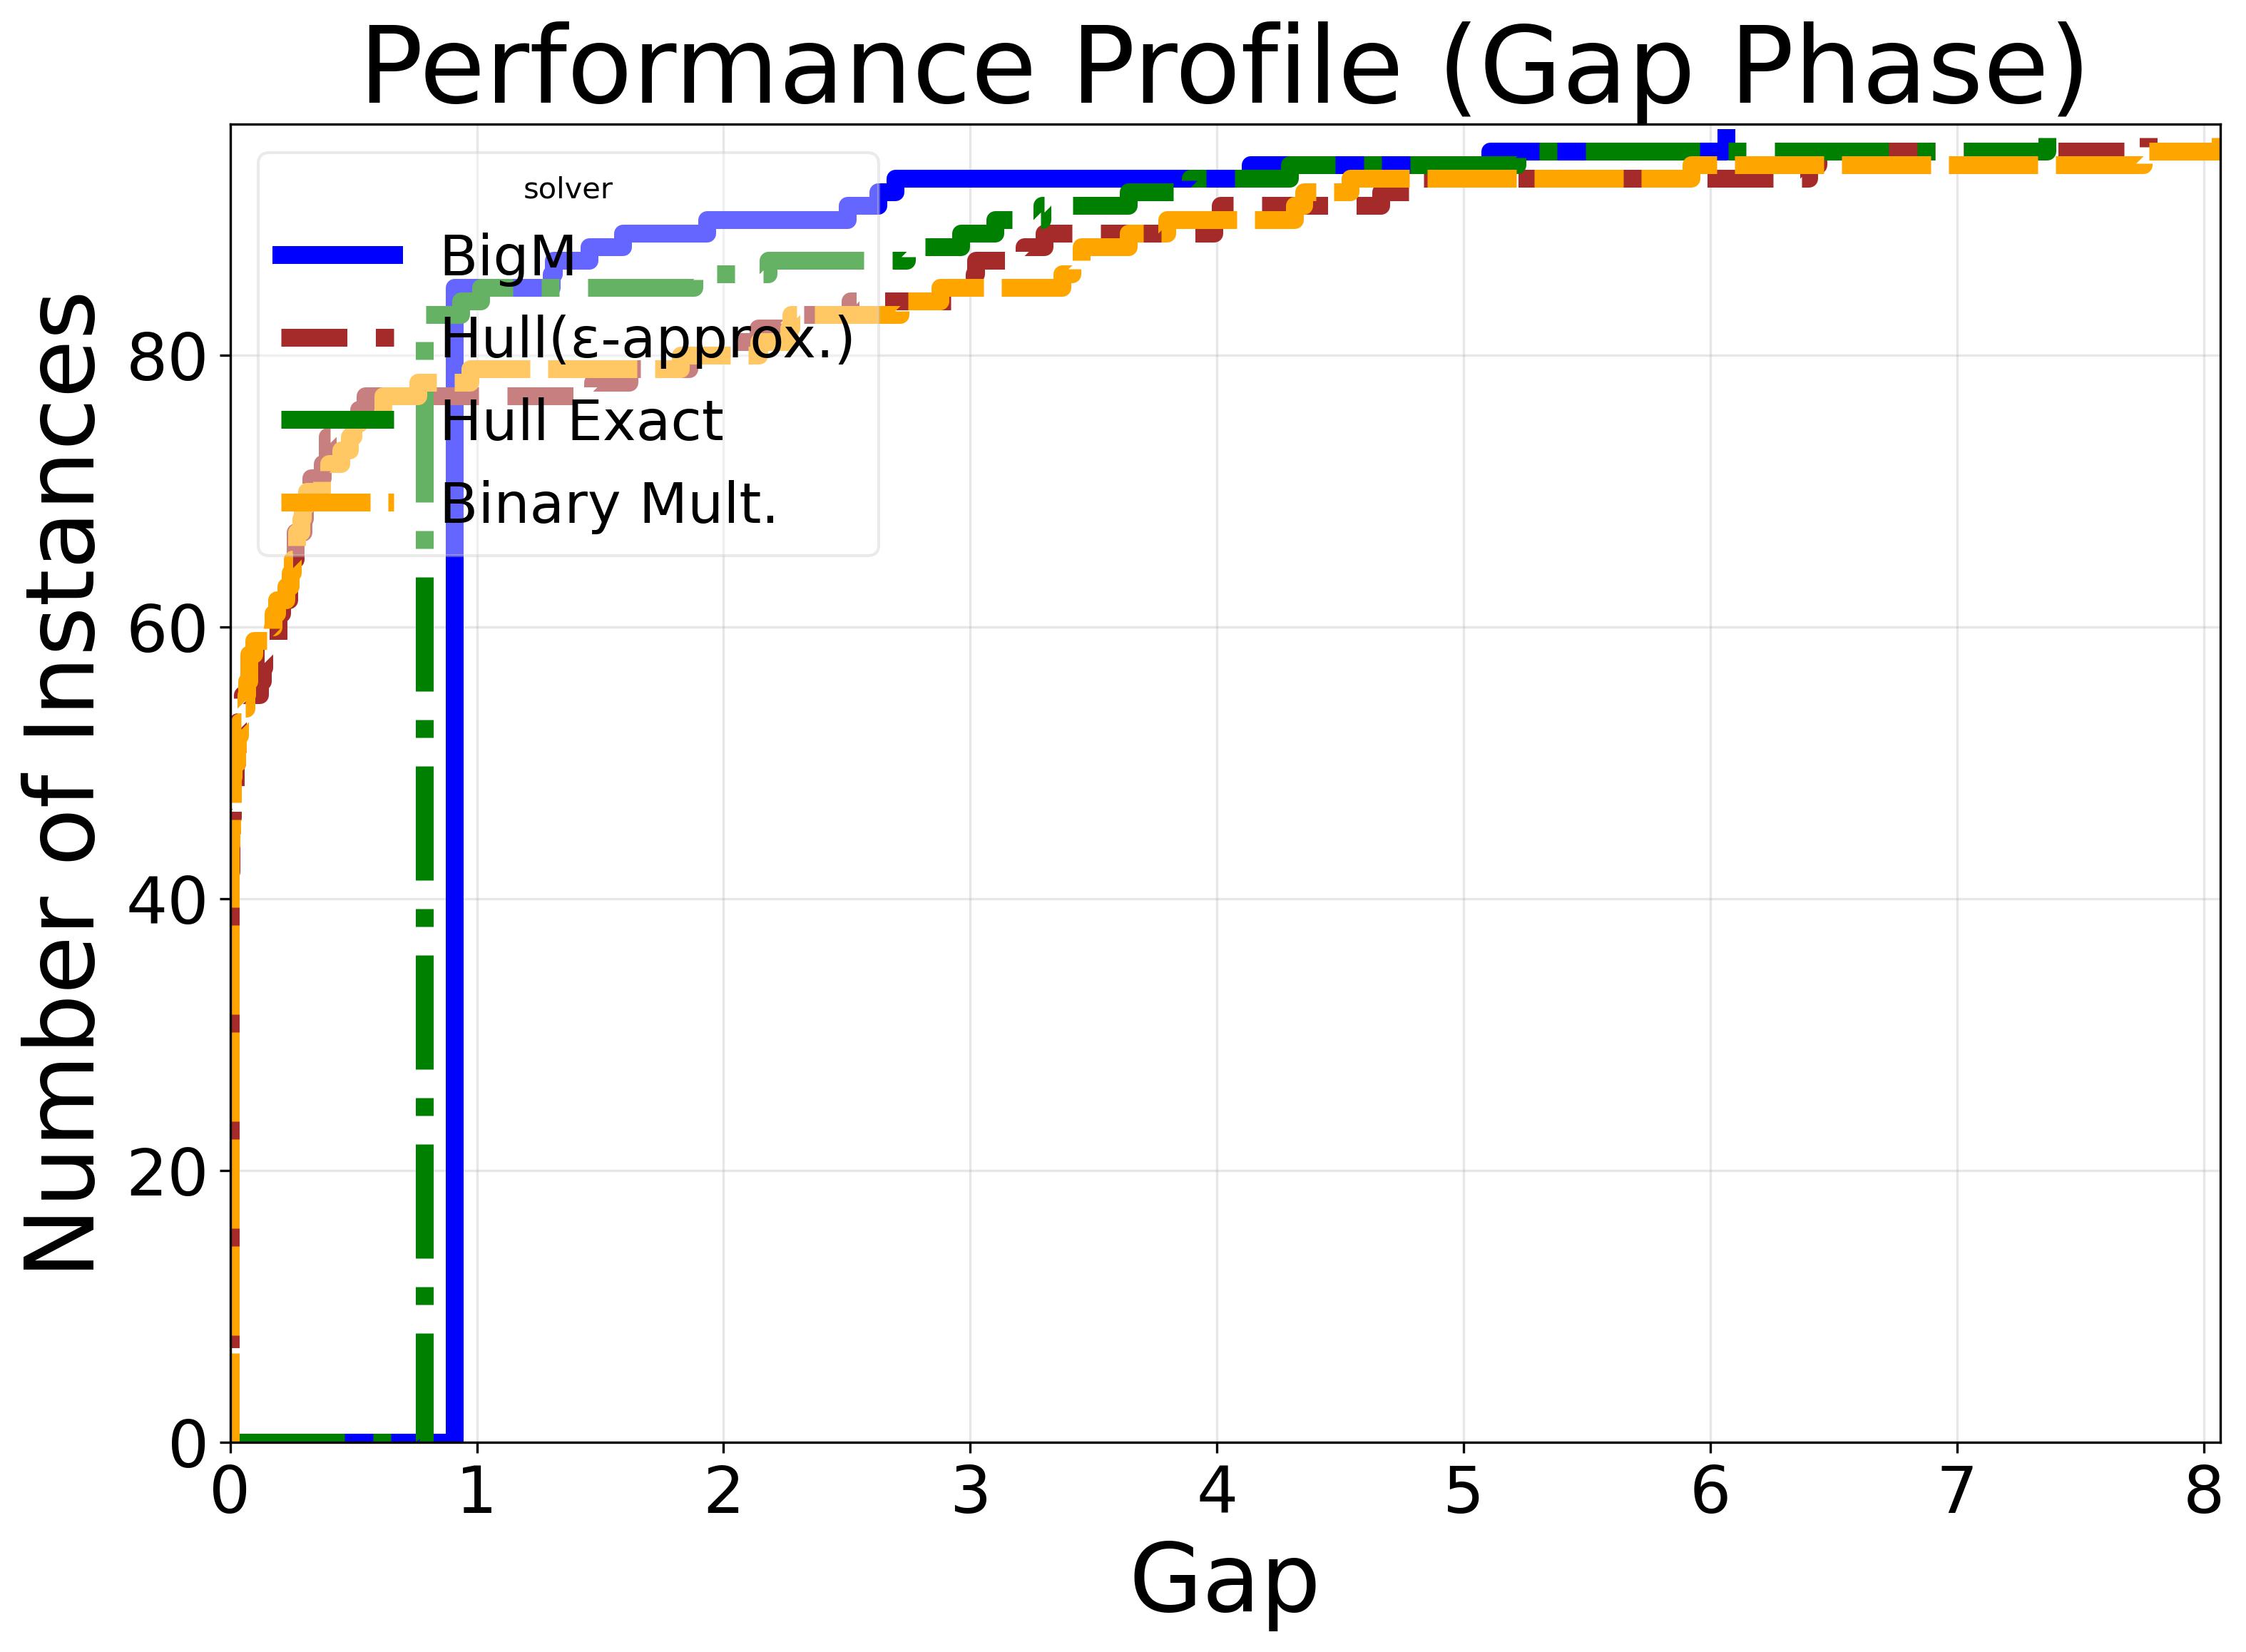 Performance Profile (Gap Phase)
Number of Instances
80
60
40
20
0
solver
BigM
Hull(ε-approx.)
Hull Exact
Binary Mult.
0 1 2 3 4 5 6 7 8
Gap